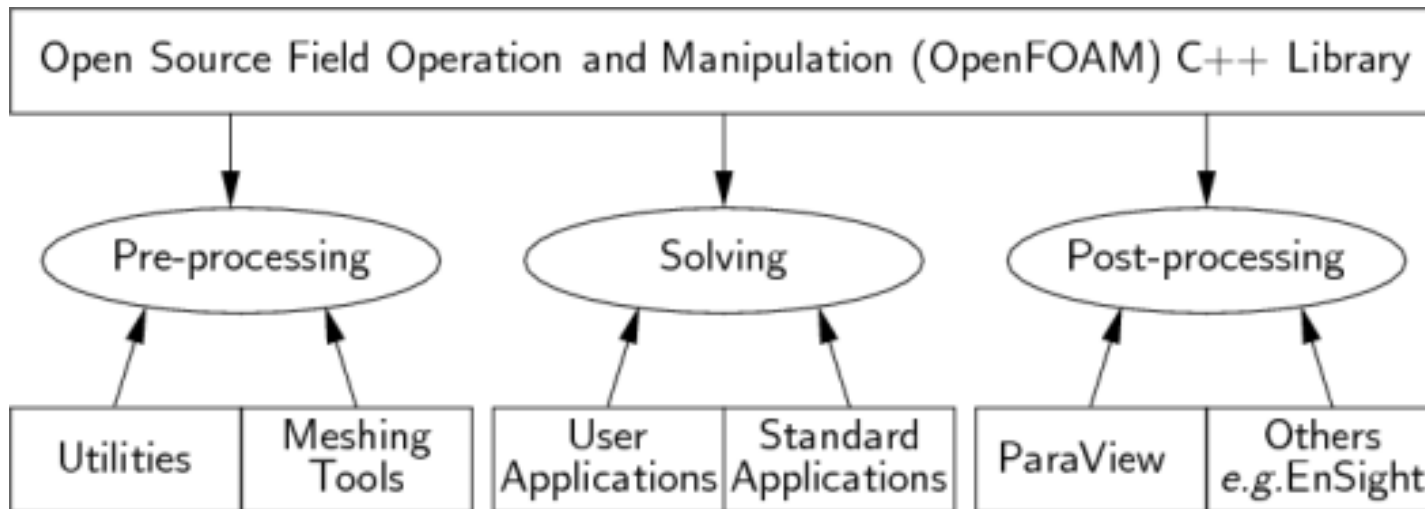 Open Source Field Operation and Manipulation (OpenFOAM) C++ Library
Pre-processing
Solving
Post-processing
Utilities
Meshing
Tools
User
Applications
Standard
Applications
ParaView
Others
e.g.EnSight